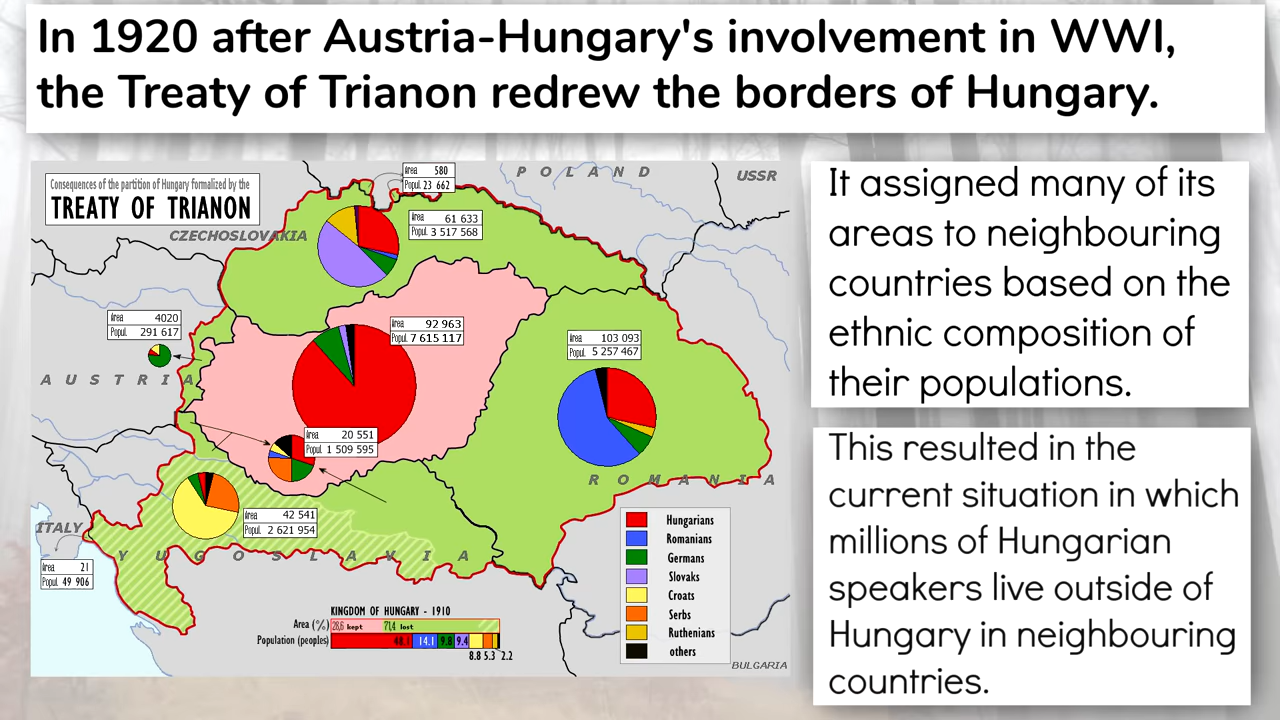 In 1920 after Austria-Hungary's involvement in WWI,
the Treaty of Trianon redrew the borders of Hungary.
Consequences of the partition of Hungary formalized by the
TREATY OF TRIANON
Area 580
Popul. 23 662
POLAND
USSR
Area 61 633
Popul. 3 517 568
CZECHOSLOVAKIA
Area 4020
Popul. 291 617
AUSTRIA
Area 92 963
Popul. 7 615 117
Area 103 093
Popul. 5 257 467
Area 20 551
Popul. 1 509 595
ROMANIA
Area 42 541
Popul. 2 621 954
ITALY
YUGOSLAVIA
Area 21
Popul. 49 906
Hungarians
Romanians
Germans
Slovaks
Croats
Serbs
Ruthenians
others
BULGARIA
KINGDOM OF HUNGARY - 1910
Area (%) 28,6 kept 71,4 lost
Population (peoples) 48.1 14.1 9.8 9.4
8.8 5.3 2.2
It assigned many of its
areas to neighbouring
countries based on the
ethnic composition of
their populations.
This resulted in the
current situation in which
millions of Hungarian
speakers live outside of
Hungary in neighbouring
countries.